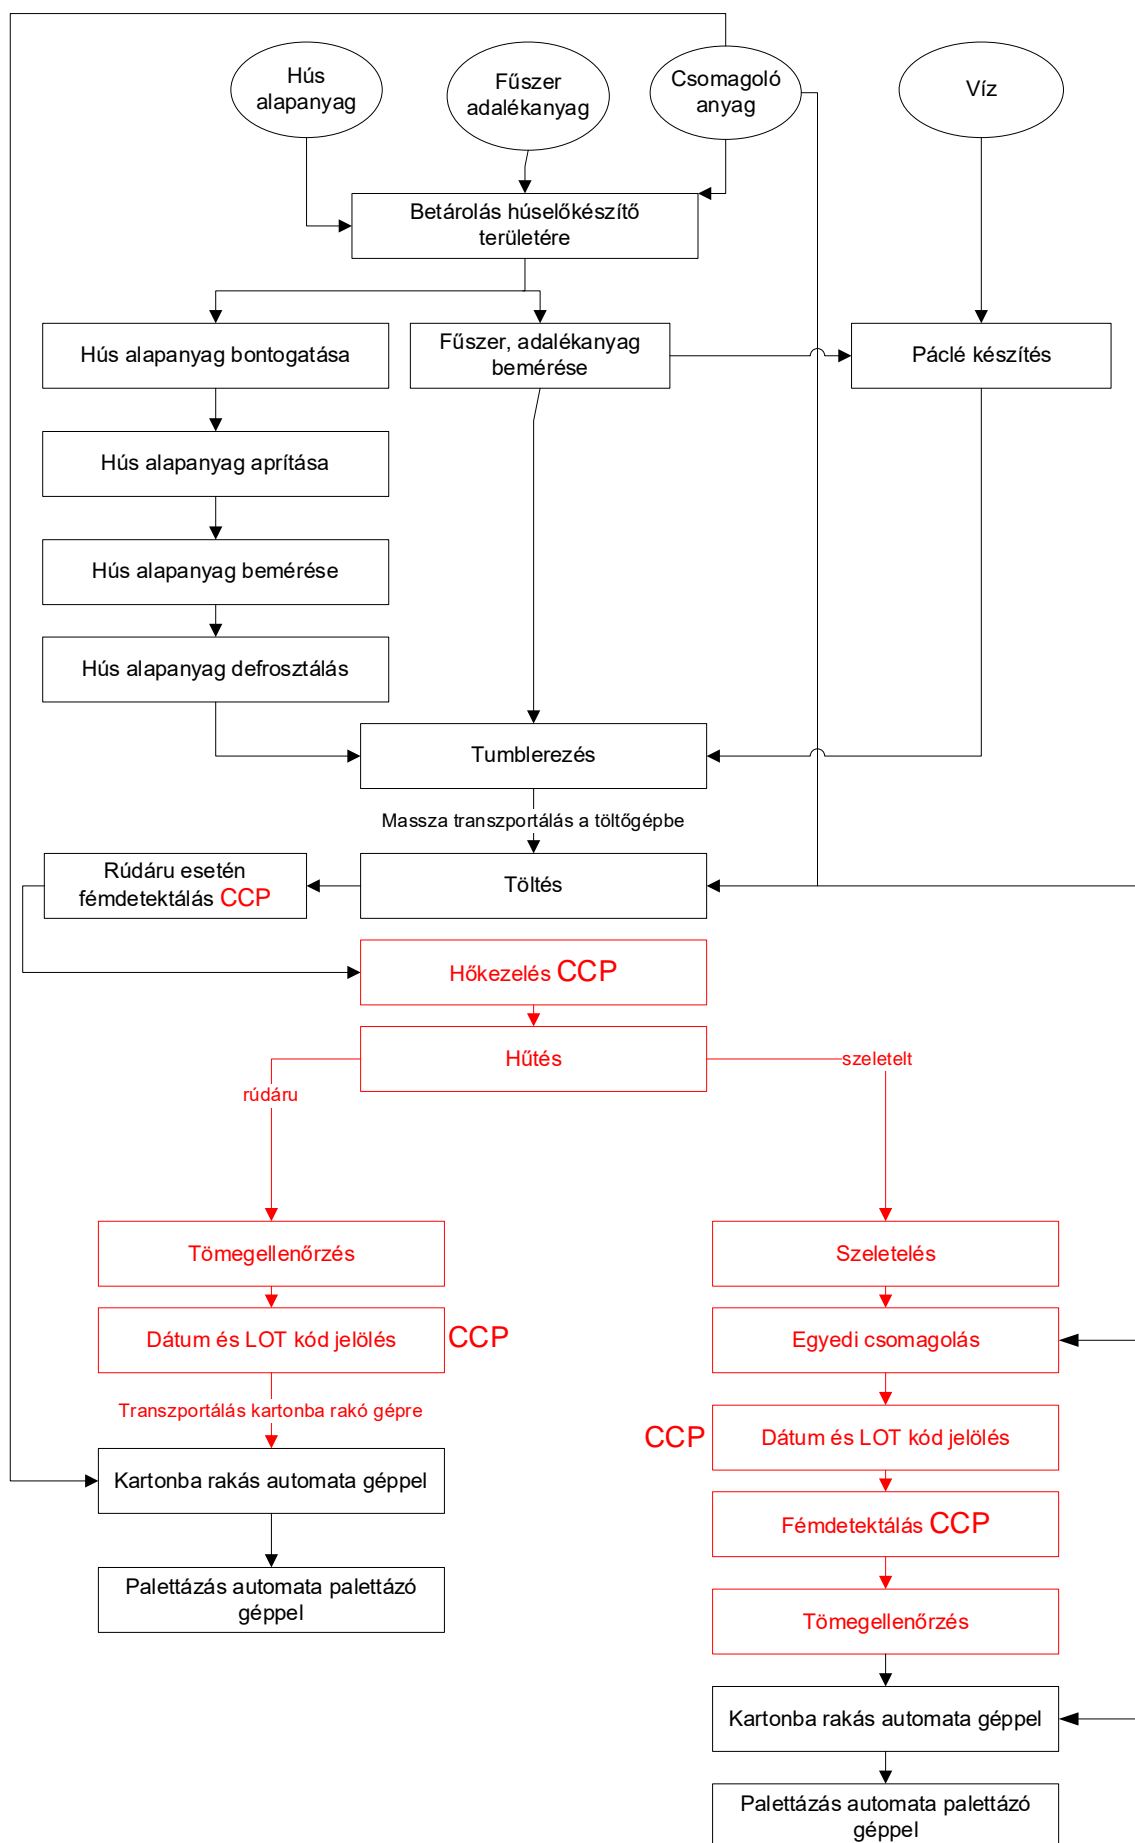 Hús
alapanyag
Fűszer
adalékanyag
Csomagoló
anyag
Víz
Betárolás húselőkészítő
területére
Hús alapanyag bontogatása
Fűszer, adalékanyag
bemérése
Páclé készítés
Hús alapanyag aprítása
Hús alapanyag bemérése
Hús alapanyag defrosztálás
Tumblerezés
Massza transzportálás a töltőgépbe
Rúdáru esetén
fémdetektálás CCP
Töltés
Hőkezelés CCP
Hűtés
szeletelt
rúdáru
Tömegellenőrzés
Szeletelés
Dátum és LOT kód jelölés CCP
Egyedi csomagolás
Transzportálás kartonba rakó gépre
CCP Dátum és LOT kód jelölés
Kartonba rakás automata géppel
Fémdetektálás CCP
Palettázás automata palettázó
géppel
Tömegellenőrzés
Kartonba rakás automata géppel
Palettázás automata palettázó
géppel